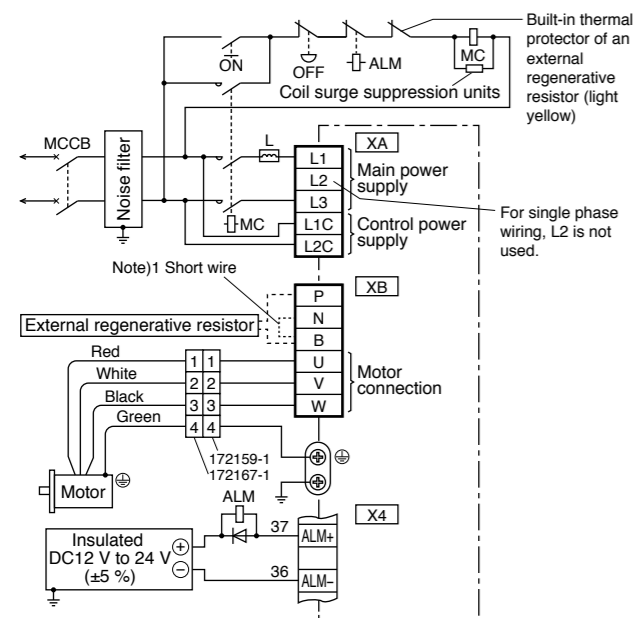 Built-in thermal
protector of an
external
regenerative
resistor (light
yellow)
ON
OFF
ALM
MC
Coil surge suppression units
MCCB
Noise filter
L
XA
L1
L2
L3
L1C
L2C
Main power
supply
Control power
supply
MC
For single phase
wiring, L2 is not
used.
Note)1 Short wire
XB
External regenerative resistor
P
N
B
U
V
W
Motor
connection
Red
White
Black
Green
1 1
2 2
3 3
4 4
172159-1
172167-1
Motor
ALM
X4
Insulated
DC12 V to 24 V
(±5 %)
+
−
37
ALM+
36
ALM−